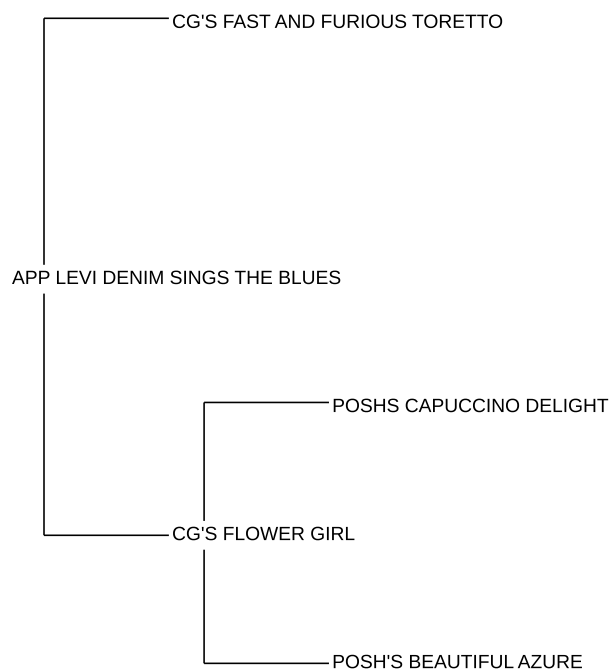 CG'S FAST AND FURIOUS TORETTO
APP LEVI DENIM SINGS THE BLUES
POSHS CAPUCCINO DELIGHT
CG'S FLOWER GIRL
POSH'S BEAUTIFUL AZURE